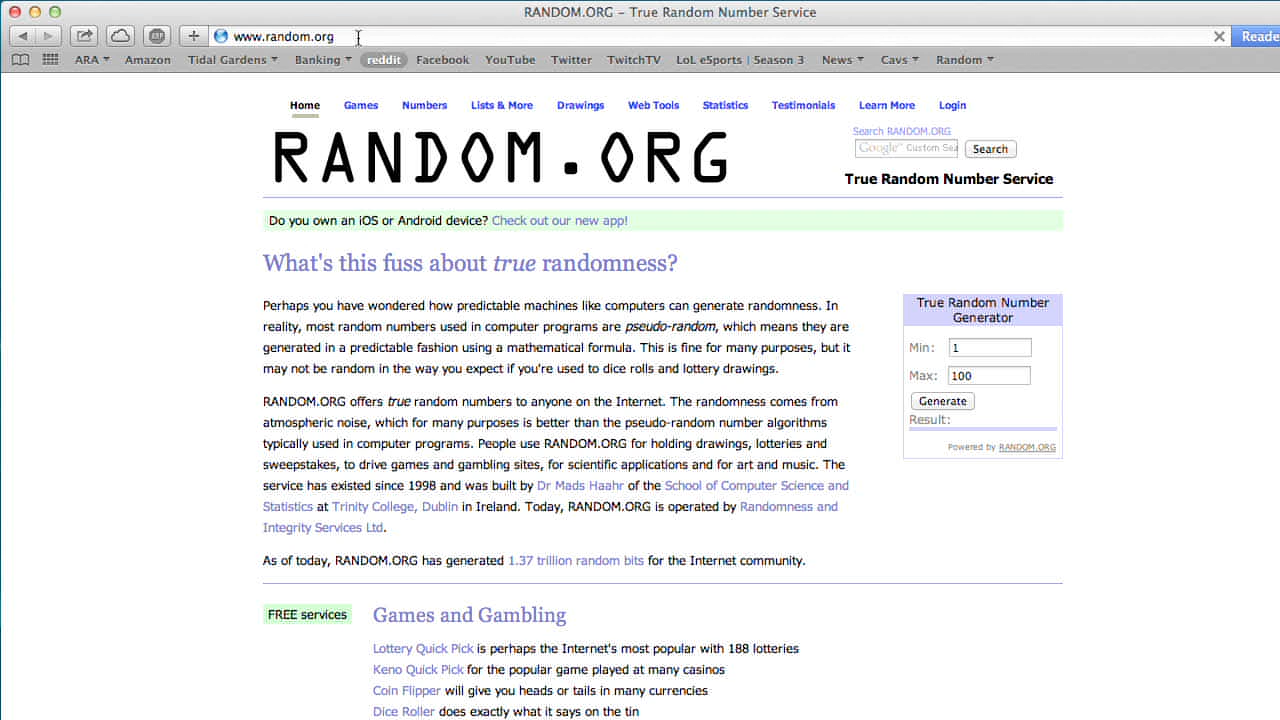 RANDOM.ORG – True Random Number Service
www.random.org
Reade
ARA Amazon Tidal Gardens Banking reddit Facebook YouTube Twitter TwitchTV LoL eSports | Season 3 News Cavs Random
Home Games Numbers Lists & More Drawings Web Tools Statistics Testimonials Learn More Login
RANDOM.ORG
Search RANDOM.ORG
Google™ Custom Sea Search
True Random Number Service
Do you own an iOS or Android device? Check out our new app!
What's this fuss about true randomness?
Perhaps you have wondered how predictable machines like computers can generate randomness. In
reality, most random numbers used in computer programs are pseudo-random, which means they are
generated in a predictable fashion using a mathematical formula. This is fine for many purposes, but it
may not be random in the way you expect if you're used to dice rolls and lottery drawings.
RANDOM.ORG offers true random numbers to anyone on the Internet. The randomness comes from
atmospheric noise, which for many purposes is better than the pseudo-random number algorithms
typically used in computer programs. People use RANDOM.ORG for holding drawings, lotteries and
sweepstakes, to drive games and gambling sites, for scientific applications and for art and music. The
service has existed since 1998 and was built by Dr Mads Haahr of the School of Computer Science and
Statistics at Trinity College, Dublin in Ireland. Today, RANDOM.ORG is operated by Randomness and
Integrity Services Ltd.
As of today, RANDOM.ORG has generated 1.37 trillion random bits for the Internet community.
True Random Number
Generator
Min: 1
Max: 100
Generate
Result:
Powered by RANDOM.ORG
FREE services
Games and Gambling
Lottery Quick Pick is perhaps the Internet's most popular with 188 lotteries
Keno Quick Pick for the popular game played at many casinos
Coin Flipper will give you heads or tails in many currencies
Dice Roller does exactly what it says on the tin